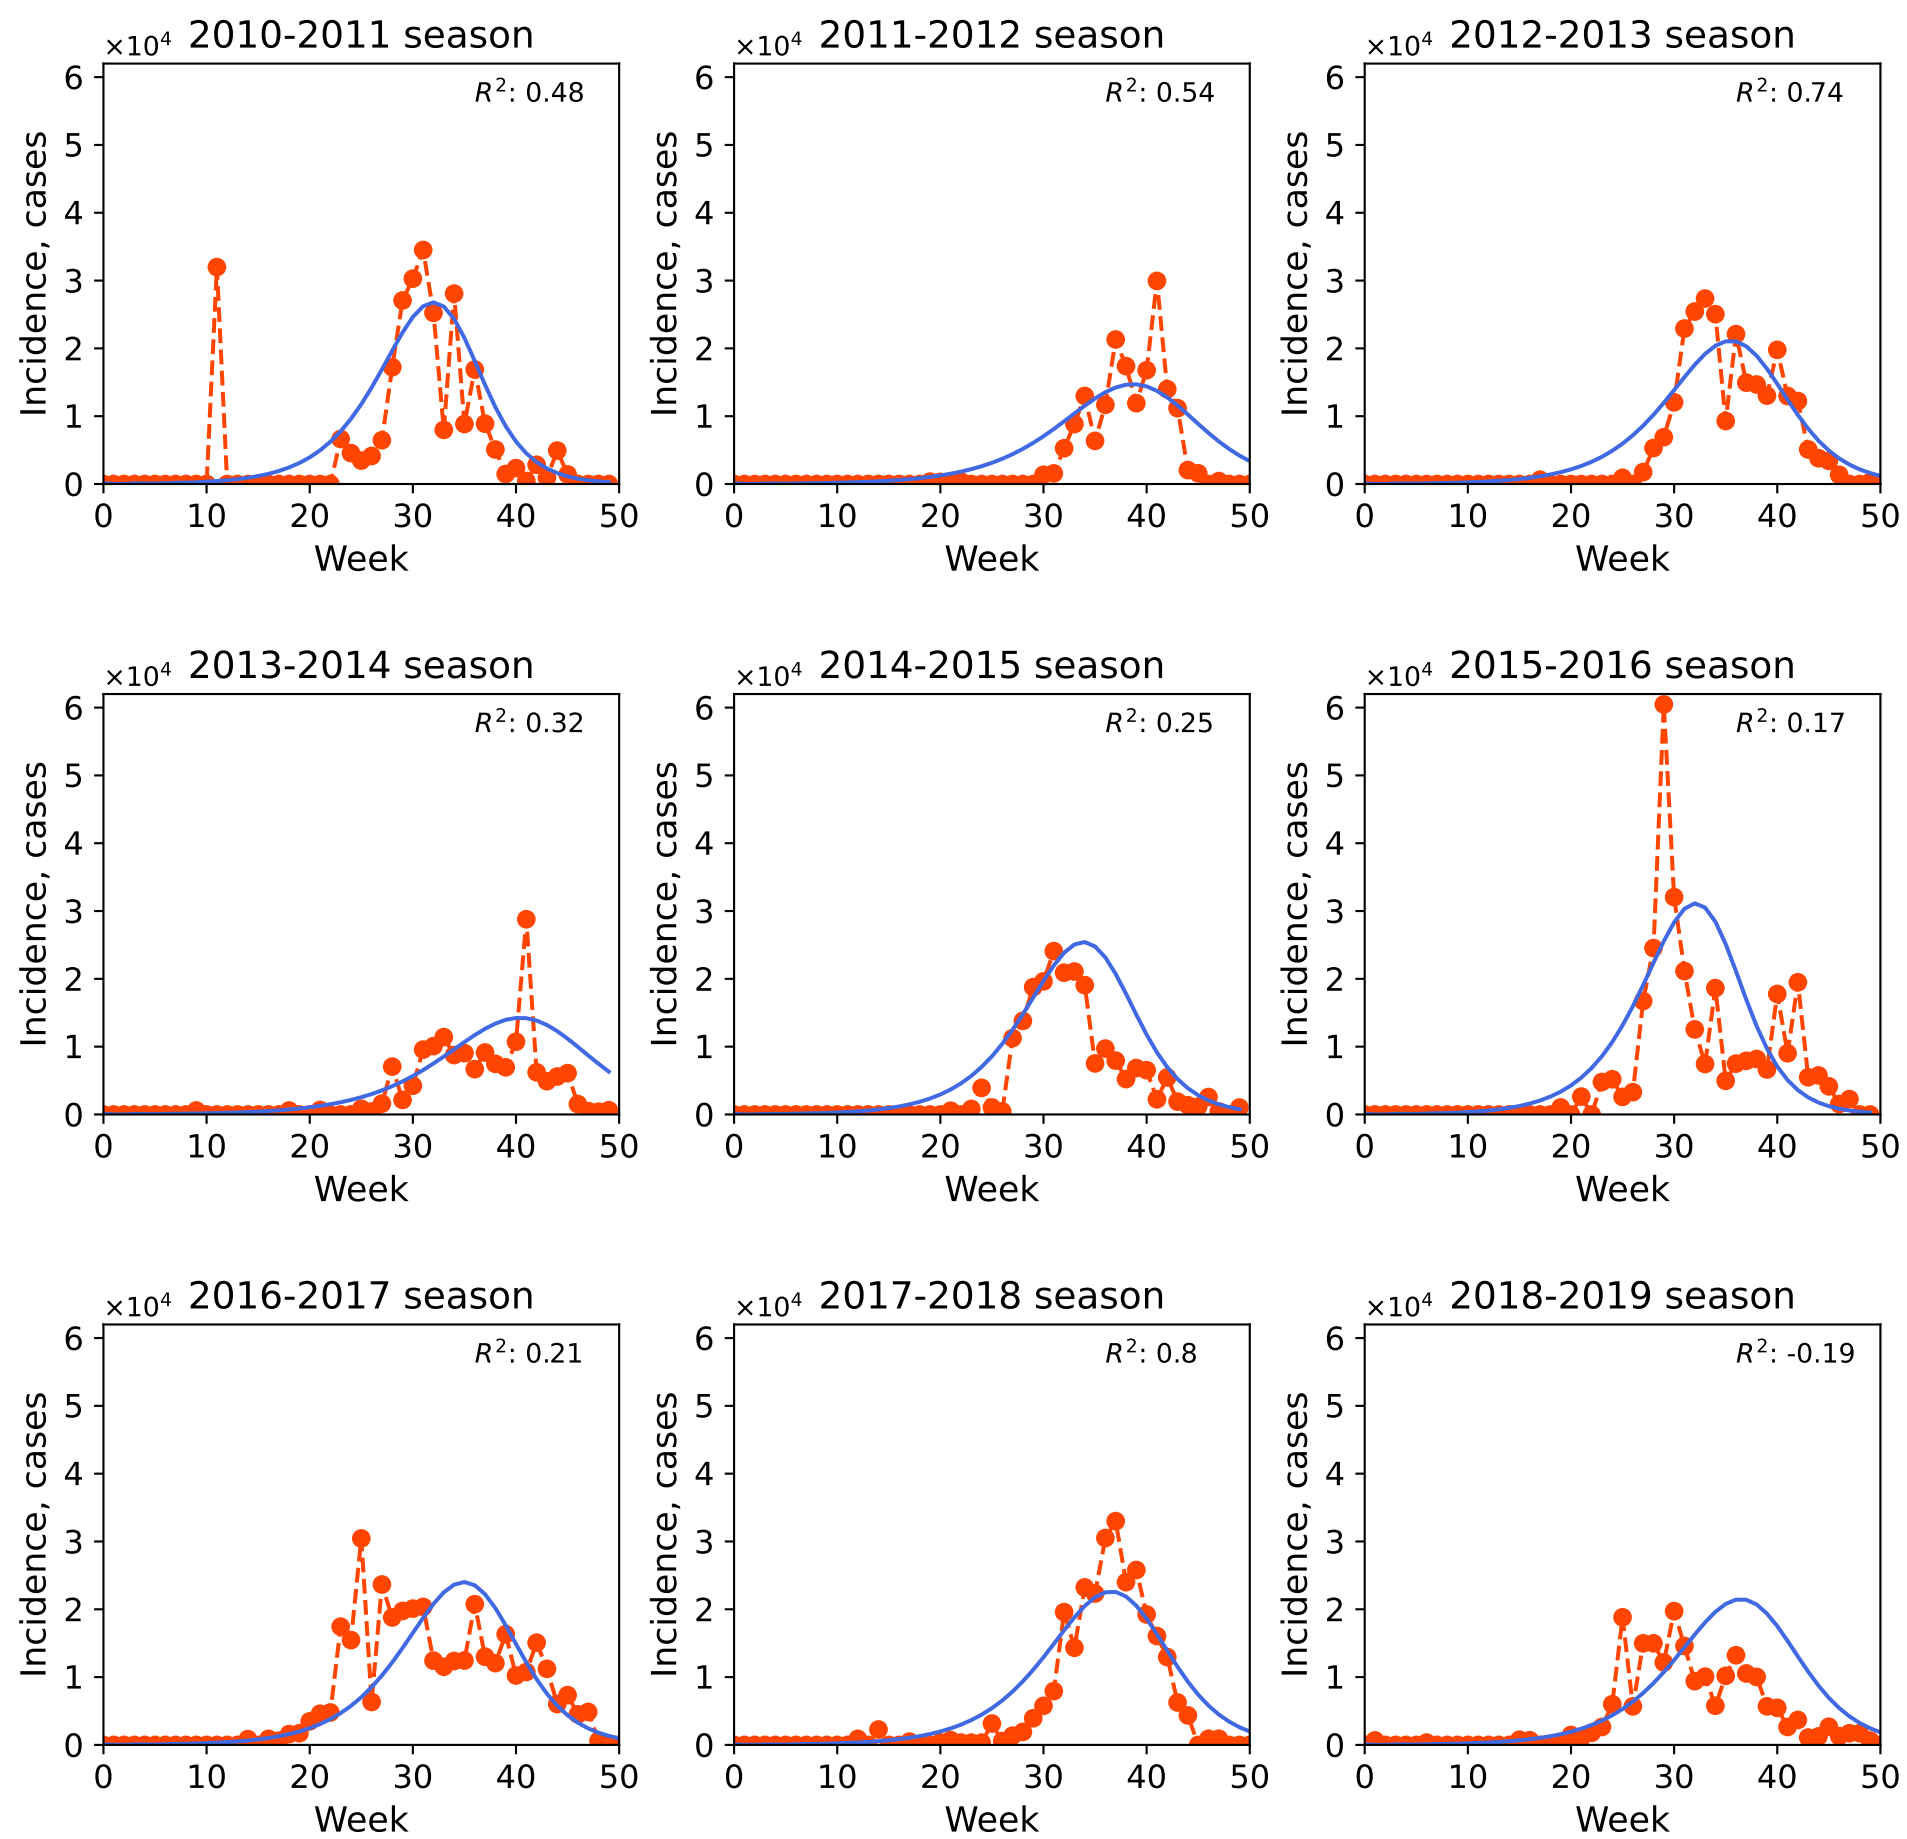 ×10⁴ 2010-2011 season
R²: 0.48
6
5
4
3
2
1
0
Incidence, cases
0 10 20 30 40 50
Week
×10⁴ 2011-2012 season
R²: 0.54
6
5
4
3
2
1
0
Incidence, cases
0 10 20 30 40 50
Week
×10⁴ 2012-2013 season
R²: 0.74
6
5
4
3
2
1
0
Incidence, cases
0 10 20 30 40 50
Week
×10⁴ 2013-2014 season
R²: 0.32
6
5
4
3
2
1
0
Incidence, cases
0 10 20 30 40 50
Week
×10⁴ 2014-2015 season
R²: 0.25
6
5
4
3
2
1
0
Incidence, cases
0 10 20 30 40 50
Week
×10⁴ 2015-2016 season
R²: 0.17
6
5
4
3
2
1
0
Incidence, cases
0 10 20 30 40 50
Week
×10⁴ 2016-2017 season
R²: 0.21
6
5
4
3
2
1
0
Incidence, cases
0 10 20 30 40 50
Week
×10⁴ 2017-2018 season
R²: 0.8
6
5
4
3
2
1
0
Incidence, cases
0 10 20 30 40 50
Week
×10⁴ 2018-2019 season
R²: -0.19
6
5
4
3
2
1
0
Incidence, cases
0 10 20 30 40 50
Week